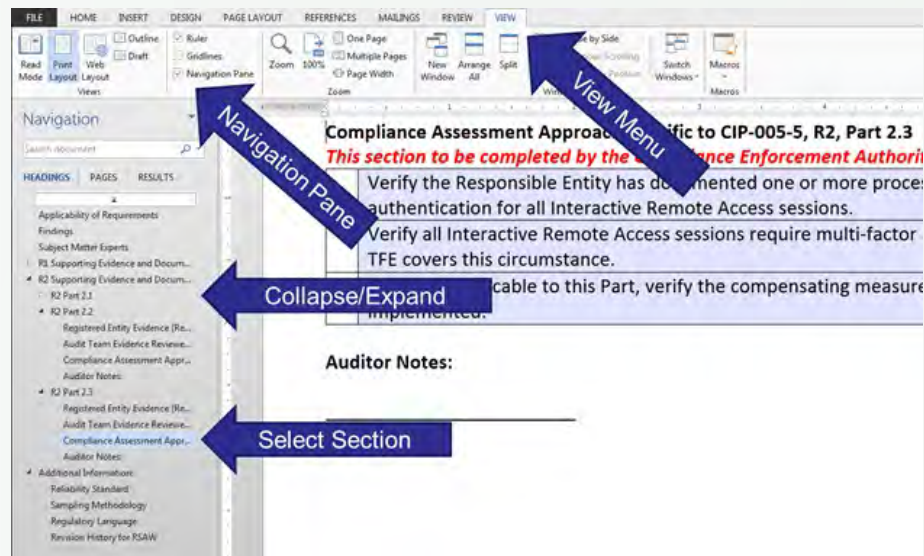 FILE HOME INSERT DESIGN PAGE LAYOUT REFERENCES MAILINGS REVIEW VIEW
Read Mode
Print Layout
Web Layout
Outline
Draft
Views
Ruler
Gridlines
Navigation Pane
Zoom
100%
One Page
Multiple Pages
Page Width
Zoom
New Window
Arrange All
Split
by Side
Switch Windows
Macros
Macros
Navigation Pane
View Menu
Navigation
Search document
HEADINGS PAGES RESULTS
Applicability of Requirements
Findings
Subject Matter Experts
R1 Supporting Evidence and Docum...
R2 Supporting Evidence and Docum...
R2 Part 2.1
R2 Part 2.2
Registered Entity Evidence (Re...
Audit Team Evidence Reviewe...
Compliance Assessment Appr...
Auditor Notes:
R2 Part 2.3
Registered Entity Evidence (Re...
Audit Team Evidence Reviewe...
Compliance Assessment Appr...
Auditor Notes:
Additional Information:
Reliability Standard
Sampling Methodology
Regulatory Language
Revision History for RSAW
Collapse/Expand
Select Section
Compliance Assessment Approa fic to CIP-005-5, R2, Part 2.3
This section to be completed by the C ance Enforcement Authori
Verify the Responsible Entity has documented one or more proces
authentication for all Interactive Remote Access sessions.
Verify all Interactive Remote Access sessions require multi-factor
TFE covers this circumstance.
cable to this Part, verify the compensating measure
implemented.
Auditor Notes: